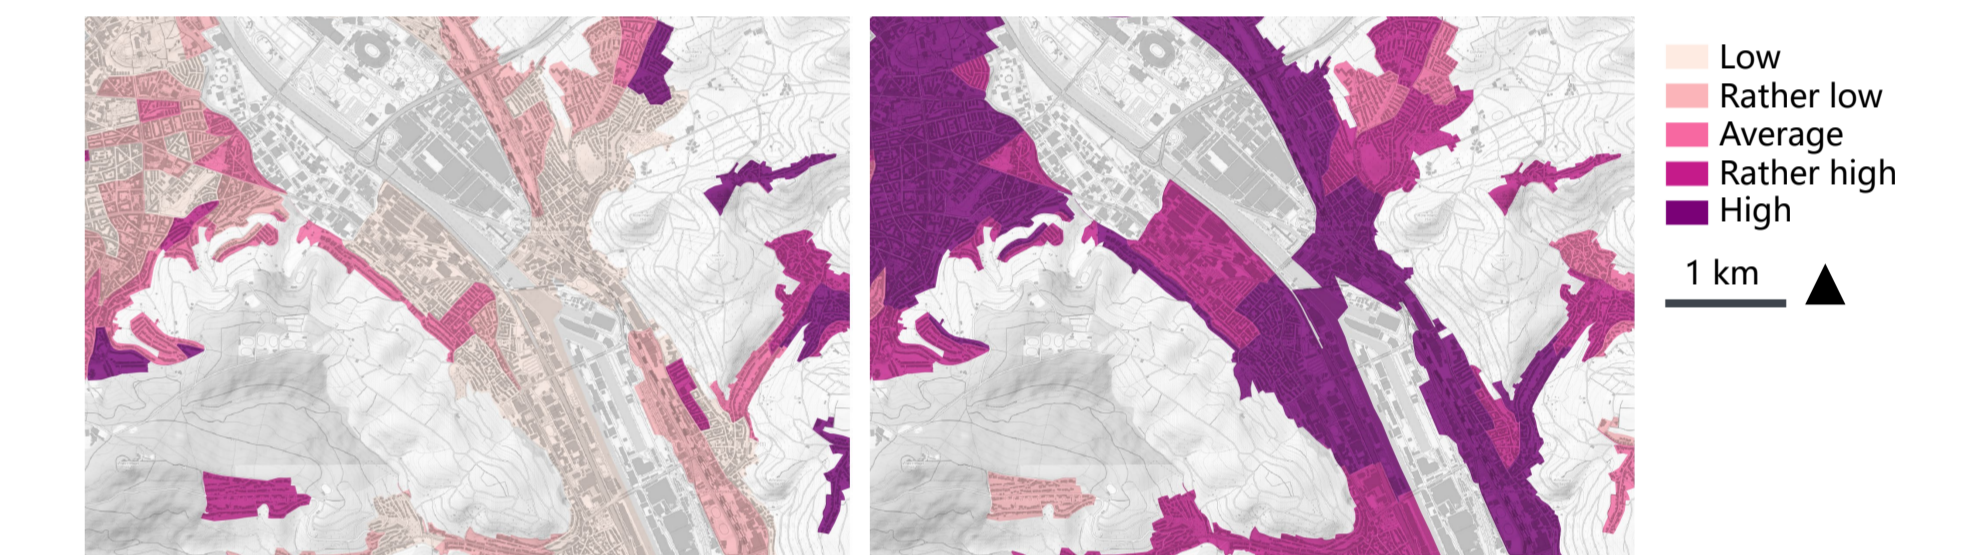 Low
Rather low
Average
Rather high
High
1 km